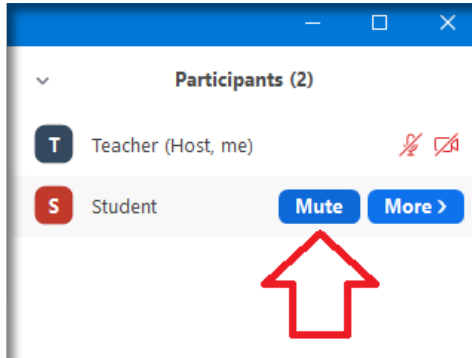 Participants (2)
T Teacher (Host, me)
S Student Mute More >